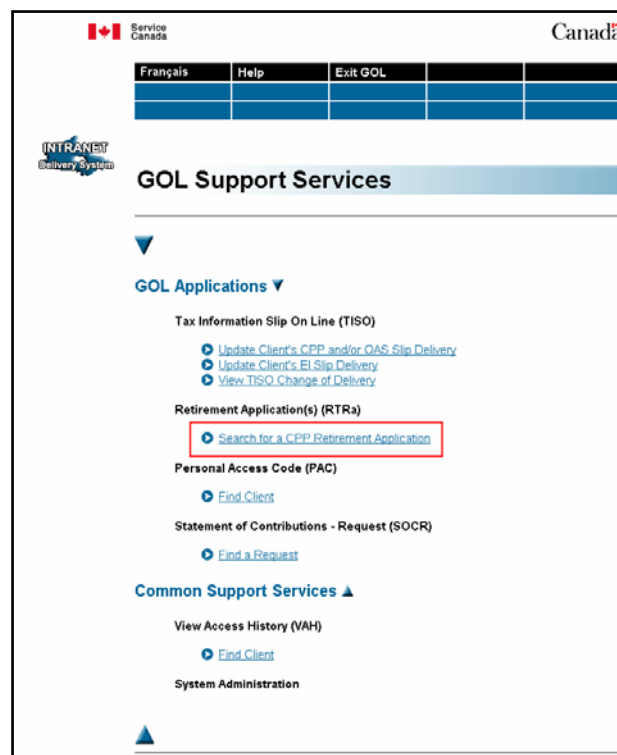 Service
Canada
Canada
Français Help Exit GOL
INTRANET
Delivery System
GOL Support Services
GOL Applications
Tax Information Slip On Line (TISO)
Update Client's CPP and/or OAS Slip Delivery
Update Client's EI Slip Delivery
View TISO Change of Delivery
Retirement Application(s) (RTRa)
Search for a CPP Retirement Application
Personal Access Code (PAC)
Find Client
Statement of Contributions - Request (SOCR)
Find a Request
Common Support Services
View Access History (VAH)
Find Client
System Administration